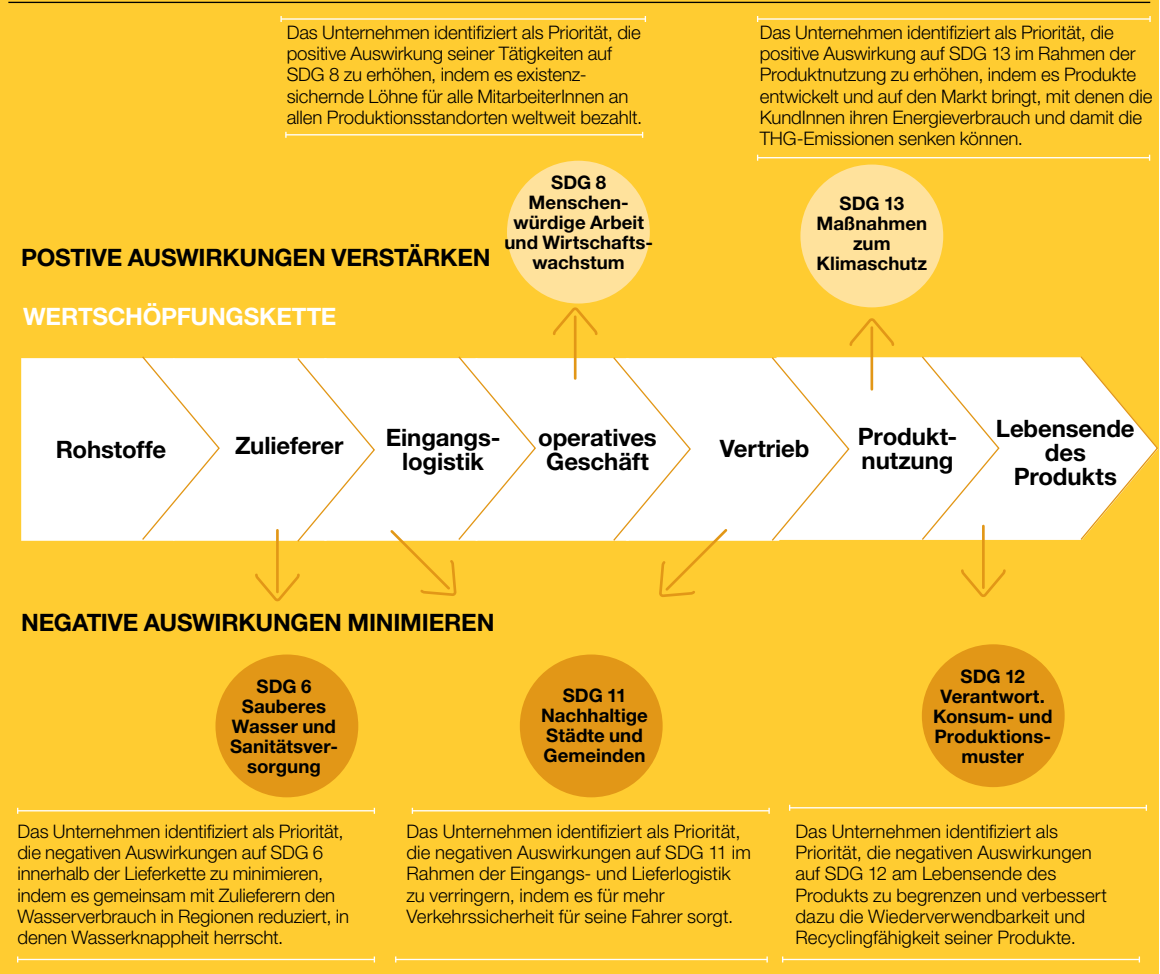 Das Unternehmen identifiziert als Priorität, die
positive Auswirkung seiner Tätigkeiten auf
SDG 8 zu erhöhen, indem es existenz-
sichernde Löhne für alle MitarbeiterInnen an
allen Produktionsstandorten weltweit bezahlt.
Das Unternehmen identifiziert als Priorität, die
positive Auswirkung auf SDG 13 im Rahmen der
Produktnutzung zu erhöhen, indem es Produkte
entwickelt und auf den Markt bringt, mit denen die
KundInnen ihren Energieverbrauch und damit die
THG-Emissionen senken können.
SDG 8
Menschen-
würdige Arbeit
und Wirtschafts-
wachstum
SDG 13
Maßnahmen
zum
Klimaschutz
POSTIVE AUSWIRKUNGEN VERSTÄRKEN
WERTSCHÖPFUNGSKETTE
Rohstoffe
Zulieferer
Eingangs-
logistik
operatives
Geschäft
Vertrieb
Produkt-
nutzung
Lebensende
des
Produkts
NEGATIVE AUSWIRKUNGEN MINIMIEREN
SDG 6
Sauberes
Wasser und
Sanitätsver-
sorgung
SDG 11
Nachhaltige
Städte und
Gemeinden
SDG 12
Verantwort.
Konsum- und
Produktions-
muster
Das Unternehmen identifiziert als Priorität,
die negativen Auswirkungen auf SDG 6
innerhalb der Lieferkette zu minimieren,
indem es gemeinsam mit Zulieferern den
Wasserverbrauch in Regionen reduziert, in
denen Wasserknappheit herrscht.
Das Unternehmen identifiziert als Priorität,
die negativen Auswirkungen auf SDG 11 im
Rahmen der Eingangs- und Lieferlogistik
zu verringern, indem es für mehr
Verkehrssicherheit für seine Fahrer sorgt.
Das Unternehmen identifiziert als
Priorität, die negativen Auswirkungen
auf SDG 12 am Lebensende des
Produkts zu begrenzen und verbessert
dazu die Wiederverwendbarkeit und
Recyclingfähigkeit seiner Produkte.